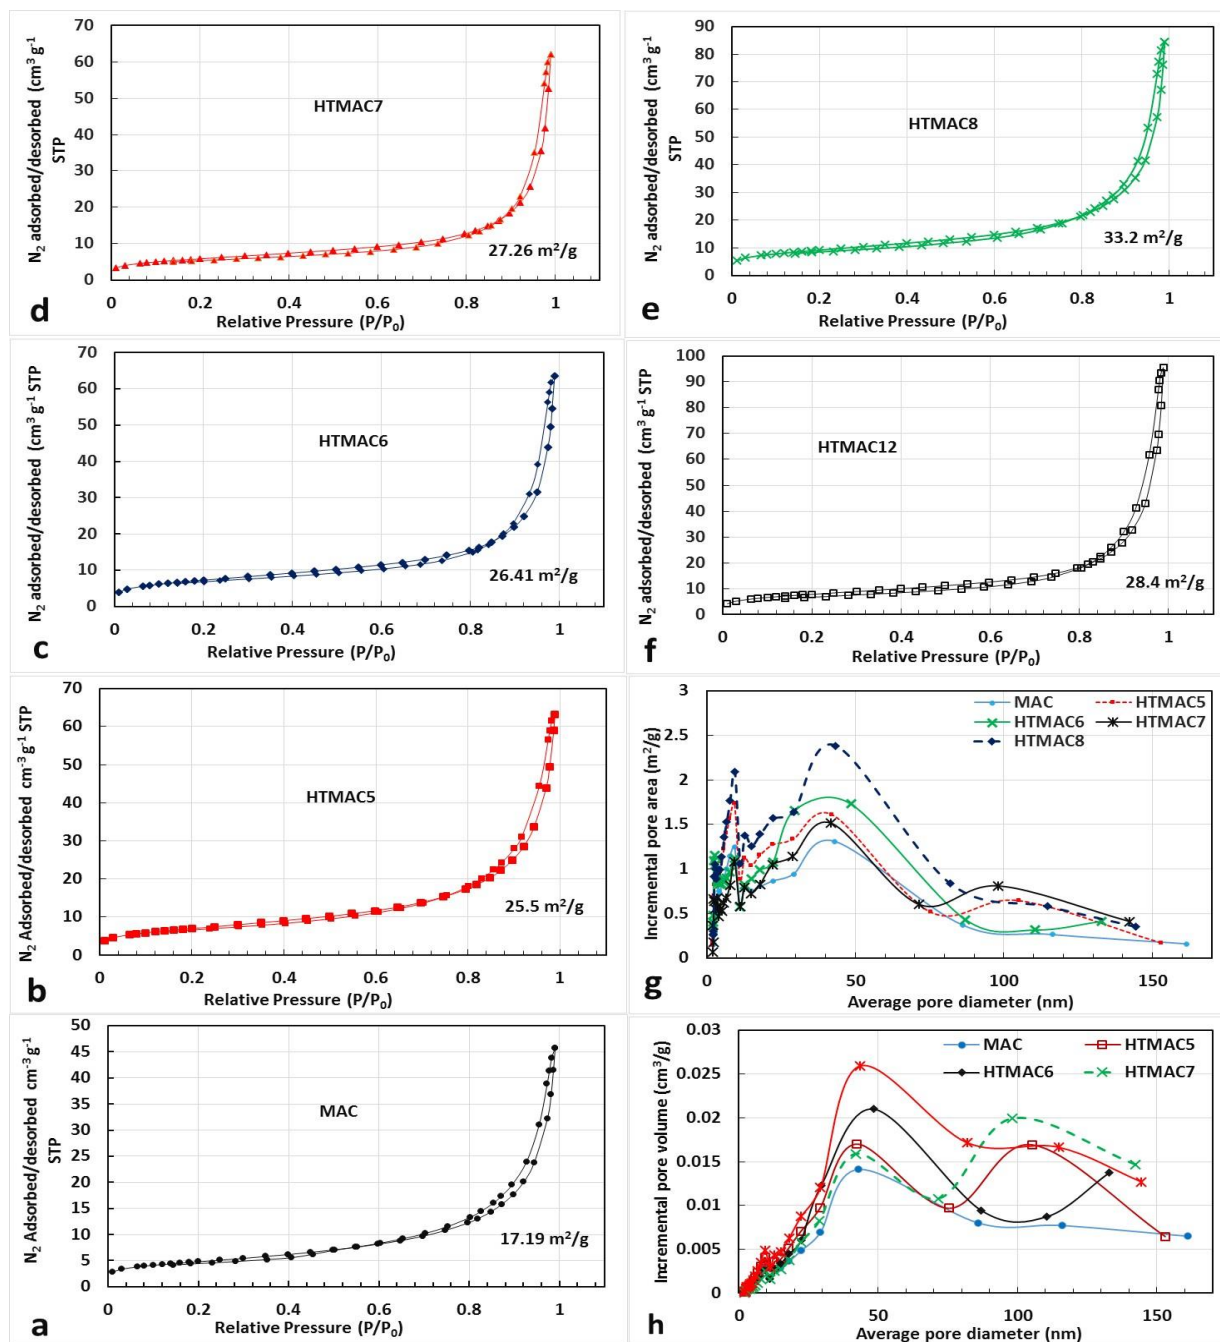 70
60
50
40
30
20
10
0
N₂ adsorbed/desorbed (cm³ g⁻¹
STP
HTMAC7
27.26 m²/g
0 0.2 0.4 0.6 0.8 1
Relative Pressure (P/P₀)
d
90
80
70
60
50
40
30
20
10
0
N₂ adsorbed/desorbed (cm³ g⁻¹
STP
HTMAC8
33.2 m²/g
0 0.2 0.4 0.6 0.8 1
Relative Pressure (P/P₀)
e
70
60
50
40
30
20
10
0
N₂ adsorbed/desorbed (cm³ g⁻¹ STP
HTMAC6
26.41 m²/g
0 0.2 0.4 0.6 0.8 1
Relative Pressure (P/P₀)
c
100
90
80
70
60
50
40
30
20
10
0
N₂ adsorbed/desorbed (cm³ g⁻¹ STP
HTMAC12
28.4 m²/g
0 0.2 0.4 0.6 0.8 1
Relative Pressure (P/P₀)
f
70
60
50
40
30
20
10
0
N₂ Adsorbed/desorbed cm⁻³ g⁻¹ STP
HTMAC5
25.5 m²/g
0 0.2 0.4 0.6 0.8 1
Relative Pressure (P/P₀)
b
3
2.5
2
1.5
1
0.5
0
Incremental pore area (m²/g)
MAC HTMAC5
HTMAC6 HTMAC7
HTMAC8
0 50 100 150
Average pore diameter (nm)
g
50
45
40
35
30
25
20
15
10
5
0
N₂ Adsorbed/desorbed cm⁻³ g⁻¹
STP
MAC
17.19 m²/g
0 0.2 0.4 0.6 0.8 1
Relative Pressure (P/P₀)
a
0.03
0.025
0.02
0.015
0.01
0.005
0
Incremental pore volume (cm³/g)
MAC HTMAC5
HTMAC6 HTMAC7
0 50 100 150
Average pore diameter (nm)
h